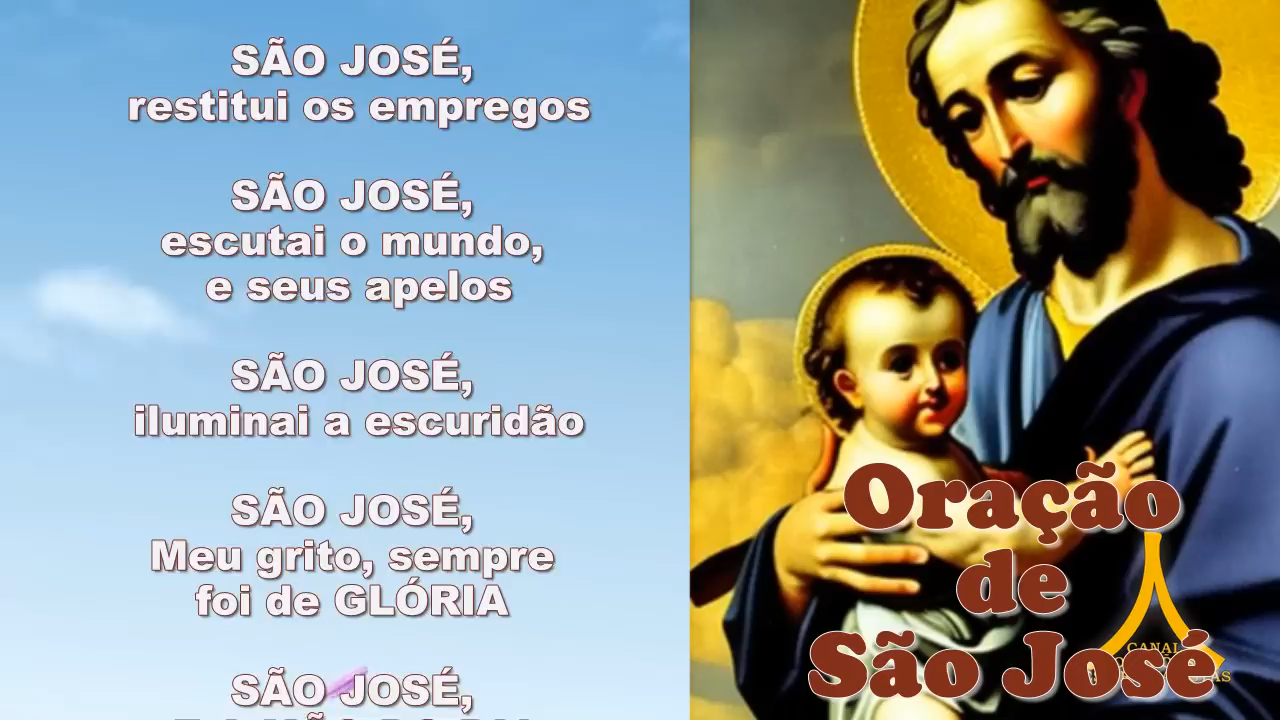 SÃO JOSÉ,
restitui os empregos
SÃO JOSÉ,
escutai o mundo,
e seus apelos
SÃO JOSÉ,
iluminai a escuridão
SÃO JOSÉ,
Meu grito, sempre
foi de GLÓRIA
SÃO JOSÉ,
Oração
de
São José
CANAL